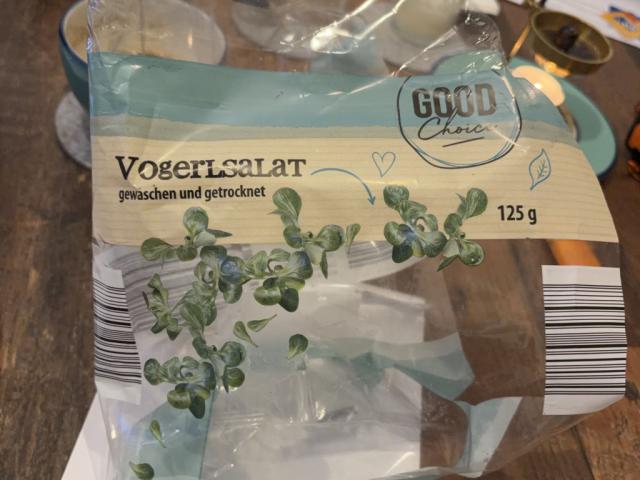 GOOD
Choice
VOGERLSALAT
gewaschen und getrocknet
125 g